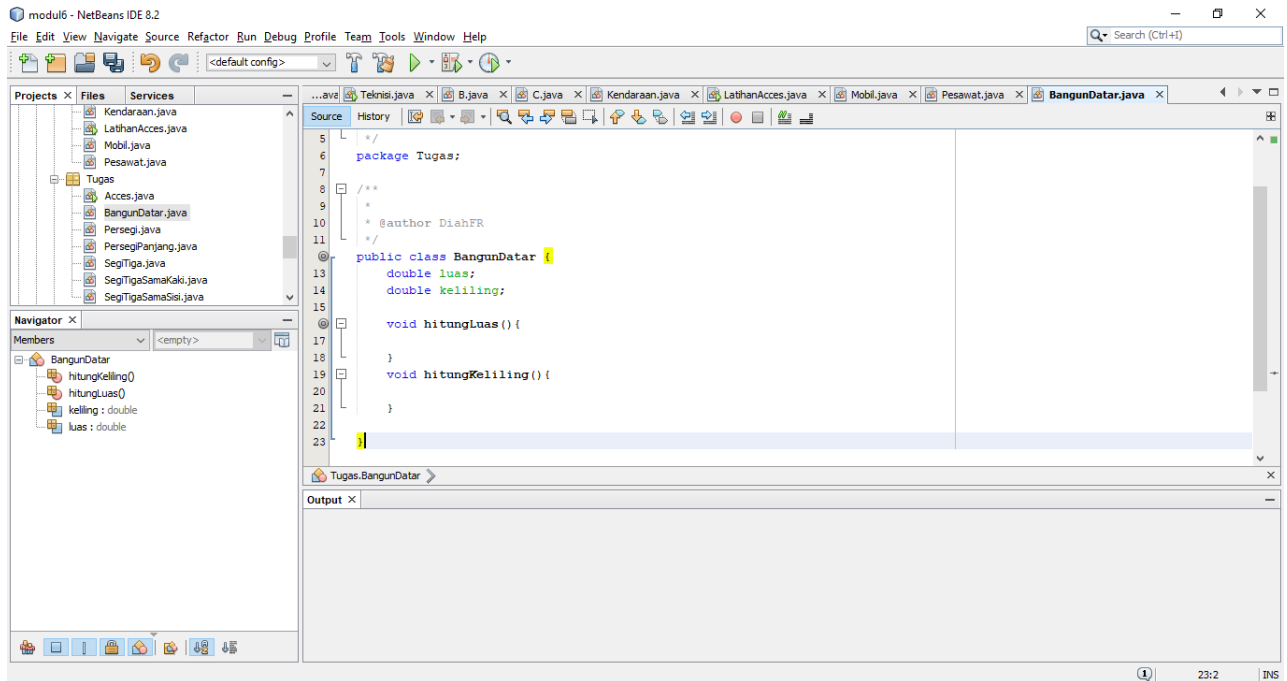 modul6 - NetBeans IDE 8.2
File Edit View Navigate Source Refactor Run Debug Profile Team Tools Window Help
Search (Ctrl+I)
<default config>
Projects Files Services
Kendaraan.java
LatihanAcces.java
Mobil.java
Pesawat.java
Tugas
Acces.java
BangunDatar.java
Persegi.java
PersegiPanjang.java
SegiTiga.java
SegiTigaSamaKaki.java
SegiTigaSamaSisi.java
Navigator
Members <empty>
BangunDatar
hitungKeliling()
hitungLuas()
keliling : double
luas : double
...ava Teknisi.java B.java C.java Kendaraan.java LatihanAcces.java Mobil.java Pesawat.java BangunDatar.java
Source History
5 */
6 package Tugas;
7
8 /**
9 *
10 * @author DiahFR
11 */
public class BangunDatar {
13 double luas;
14 double keliling;
15
void hitungLuas(){
17
18 }
19 void hitungKeliling(){
20
21 }
22
23 }
Tugas.BangunDatar
Output
1 23:2 INS